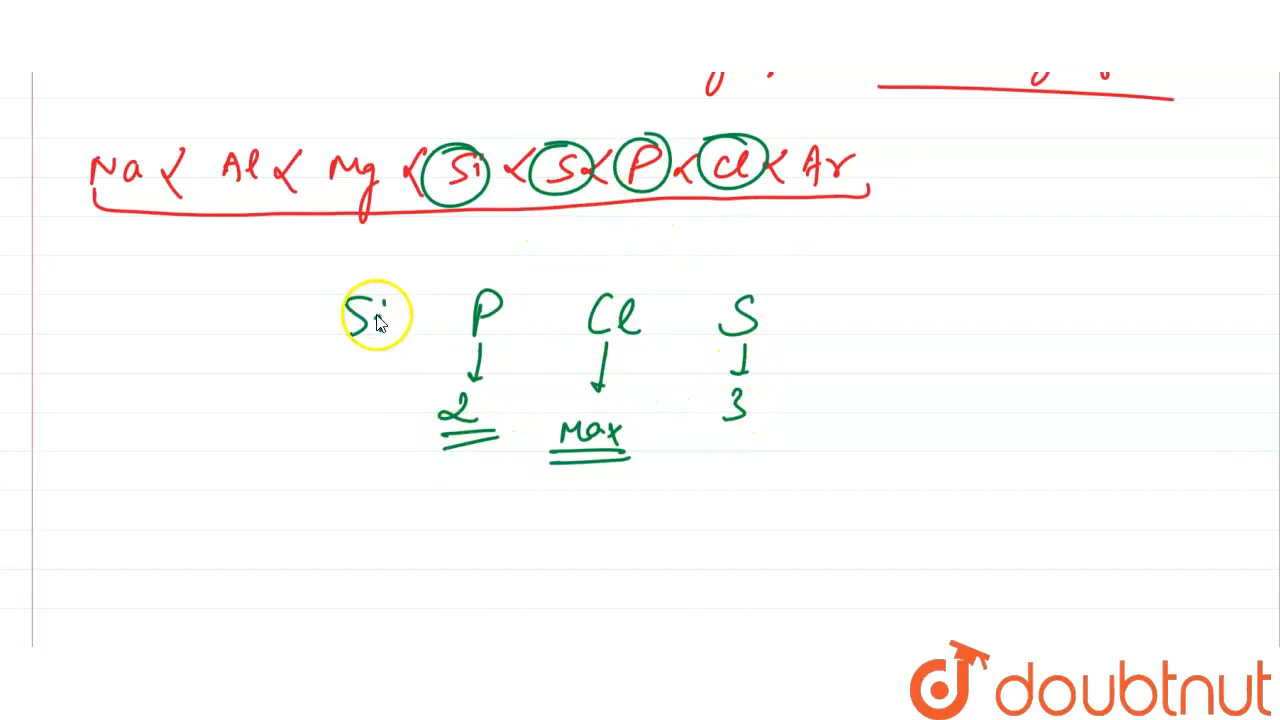 Na < Al < Mg < Si < S < P < Cl < Ar
Si P Cl S
2 Max 3
doubtnut